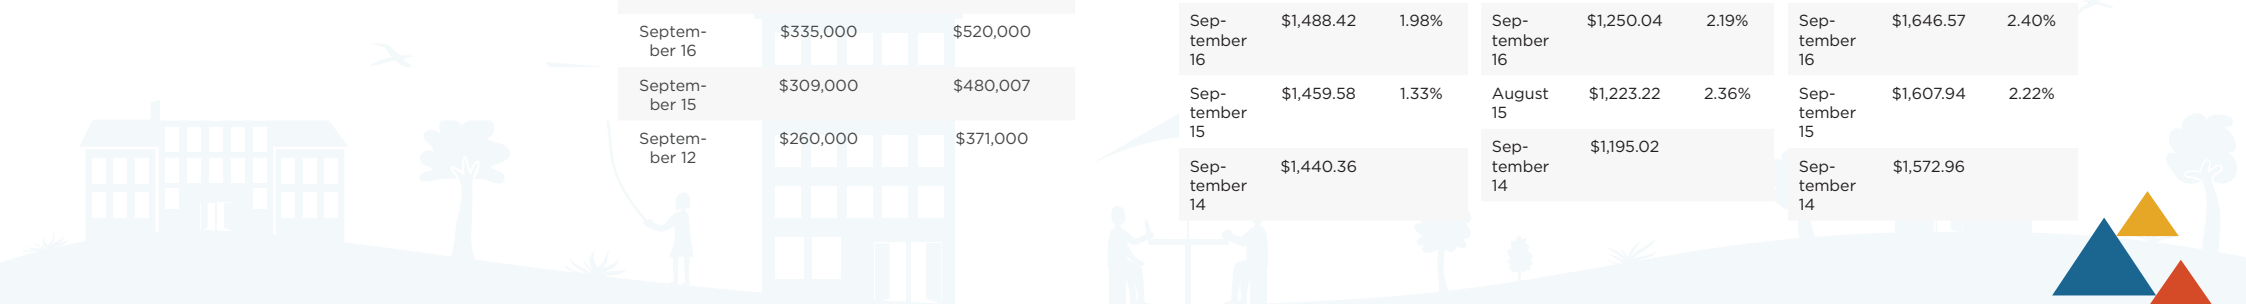 Septem- $335,000 $520,000
ber 16
Septem- $309,000 $480,007
ber 15
Septem- $260,000 $371,000
ber 12
Sep- $1,488.42 1.98%
tember
16
Sep- $1,459.58 1.33%
tember
15
Sep- $1,440.36
tember
14
Sep- $1,250.04 2.19%
tember
16
August $1,223.22 2.36%
15
Sep- $1,195.02
tember
14
Sep- $1,646.57 2.40%
tember
16
Sep- $1,607.94 2.22%
tember
15
Sep- $1,572.96
tember
14